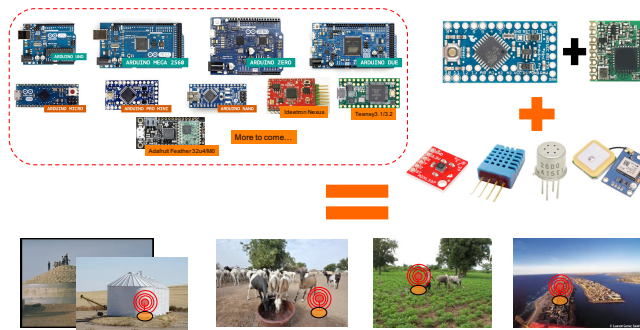 ARDUINO UNO
ARDUINO MEGA 2560
ARDUINO ZERO
ARDUINO DUE
ARDUINO MICRO
ARDUINO PRO MINI
ARDUINO NANO
Ideetron Nexus
Teensy3.1/3.2
Adafruit Feather 32u4/M0
More to come...